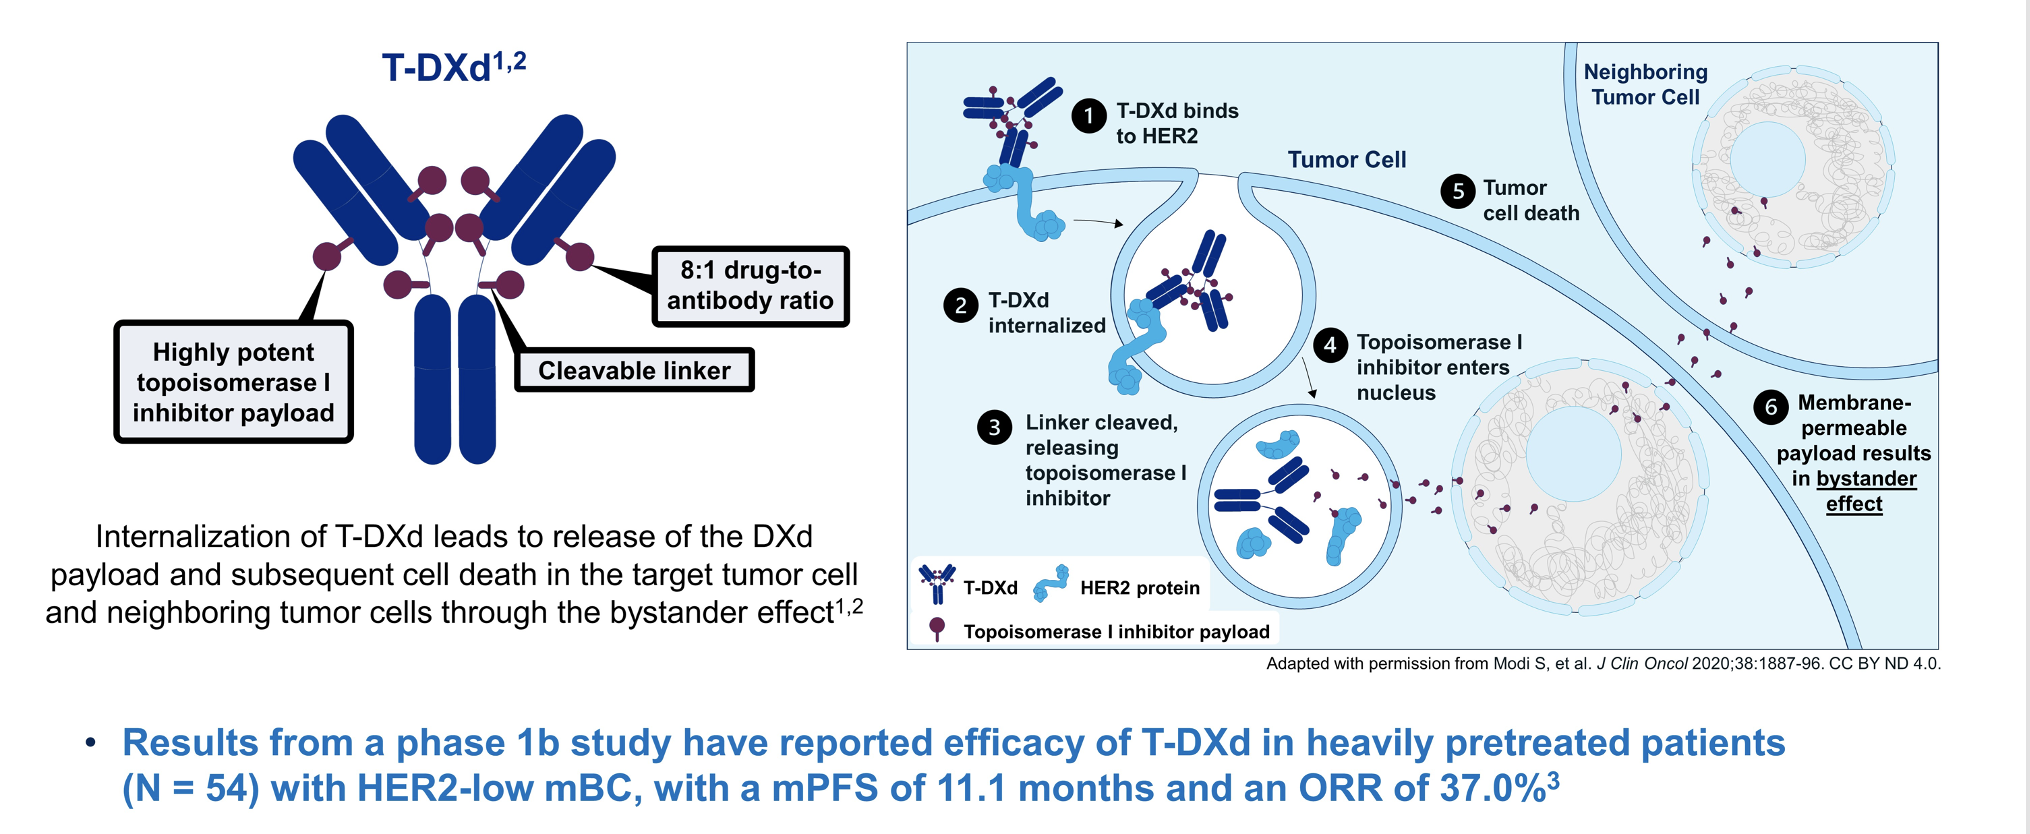 T-DXd1,2
Highly potent
topoisomerase I
inhibitor payload
8:1 drug-to-
antibody ratio
Cleavable linker
Internalization of T-DXd leads to release of the DXd
payload and subsequent cell death in the target tumor cell
and neighboring tumor cells through the bystander effect1,2
1 T-DXd binds
to HER2
Tumor Cell
Neighboring
Tumor Cell
2 T-DXd
internalized
3 Linker cleaved,
releasing
topoisomerase I
inhibitor
4 Topoisomerase I
inhibitor enters
nucleus
5 Tumor
cell death
6 Membrane-
permeable
payload results
in bystander
effect
T-DXd
HER2 protein
Topoisomerase I inhibitor payload
Adapted with permission from Modi S, et al. J Clin Oncol 2020;38:1887-96. CC BY ND 4.0.
• Results from a phase 1b study have reported efficacy of T-DXd in heavily pretreated patients
(N = 54) with HER2-low mBC, with a mPFS of 11.1 months and an ORR of 37.0%3